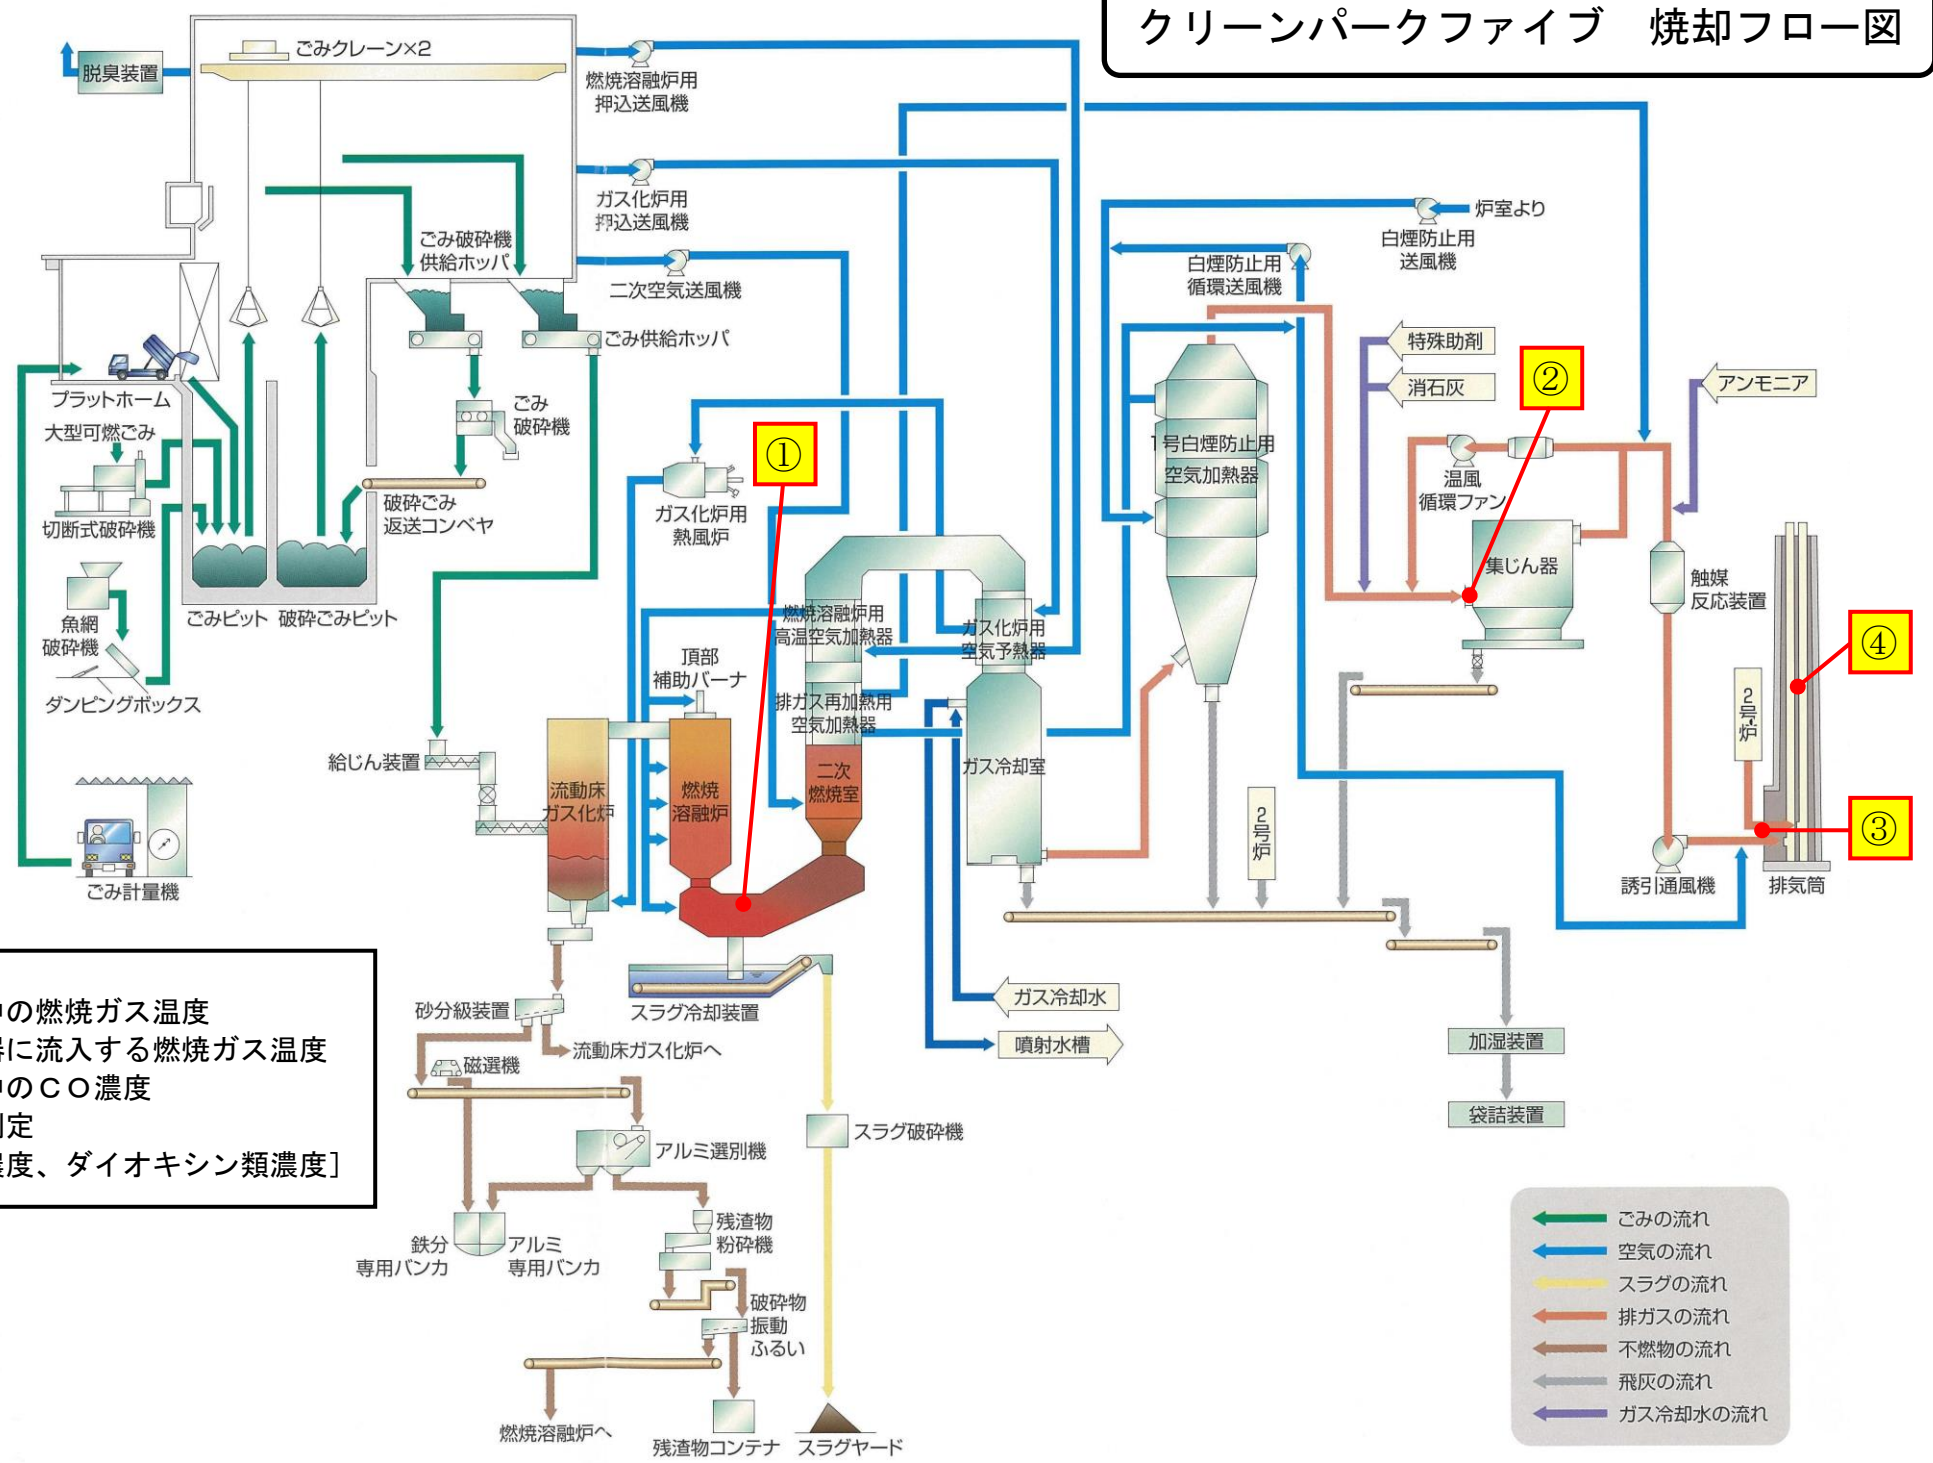 クリーンパークファイブ　焼却フロー図
脱臭装置
ごみクレーン×2
燃焼溶融炉用
押込送風機
ガス化炉用
押込送風機
二次空気送風機
ごみ破砕機
供給ホッパ
ごみ供給ホッパ
ごみ
破砕機
破砕ごみ
返送コンベヤ
プラットホーム
大型可燃ごみ
切断式破砕機
魚網
破砕機
ダンピングボックス
ごみピット
破砕ごみピット
ごみ計量機
給じん装置
炉室より
白煙防止用
送風機
白煙防止用
循環送風機
特殊助剤
消石灰
アンモニア
①
②
③
④
1号白煙防止用
空気加熱器
温風
循環ファン
集じん器
触媒
反応装置
ガス化炉用
熱風炉
燃焼溶融炉用
高温空気加熱器
ガス化炉用
空気予熱器
頂部
補助バーナ
排ガス再加熱用
空気加熱器
流動床
ガス化炉
燃焼
溶融炉
二次
燃焼室
ガス冷却室
2号炉
2号炉
誘引通風機
排気筒
ガス冷却水
噴射水槽
加湿装置
袋詰装置
スラグ冷却装置
砂分級装置
流動床ガス化炉へ
磁選機
アルミ選別機
スラグ破砕機
鉄分
専用バンカ
アルミ
専用バンカ
残渣物
粉砕機
破砕物
振動
ふるい
燃焼溶融炉へ
残渣物コンテナ
スラグヤード
の燃焼ガス温度
に流入する燃焼ガス温度
のＣＯ濃度
定
度、ダイオキシン類濃度］
ごみの流れ
空気の流れ
スラグの流れ
排ガスの流れ
不燃物の流れ
飛灰の流れ
ガス冷却水の流れ